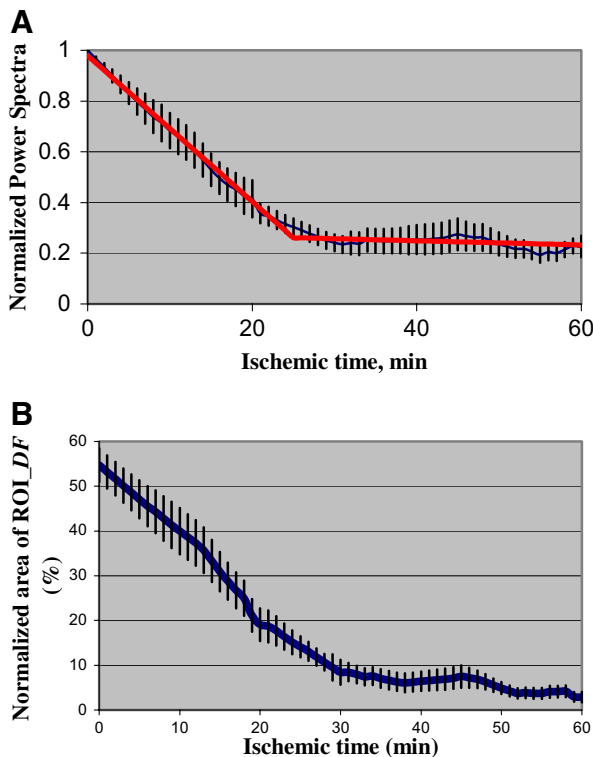 A
Normalized Power Spectra
1
0.8
0.6
0.4
0.2
0
0 20 40 60
Ischemic time, min
B
Normalized area of ROI_DF
(%)
60
50
40
30
20
10
0
0 10 20 30 40 50 60
Ischemic time (min)